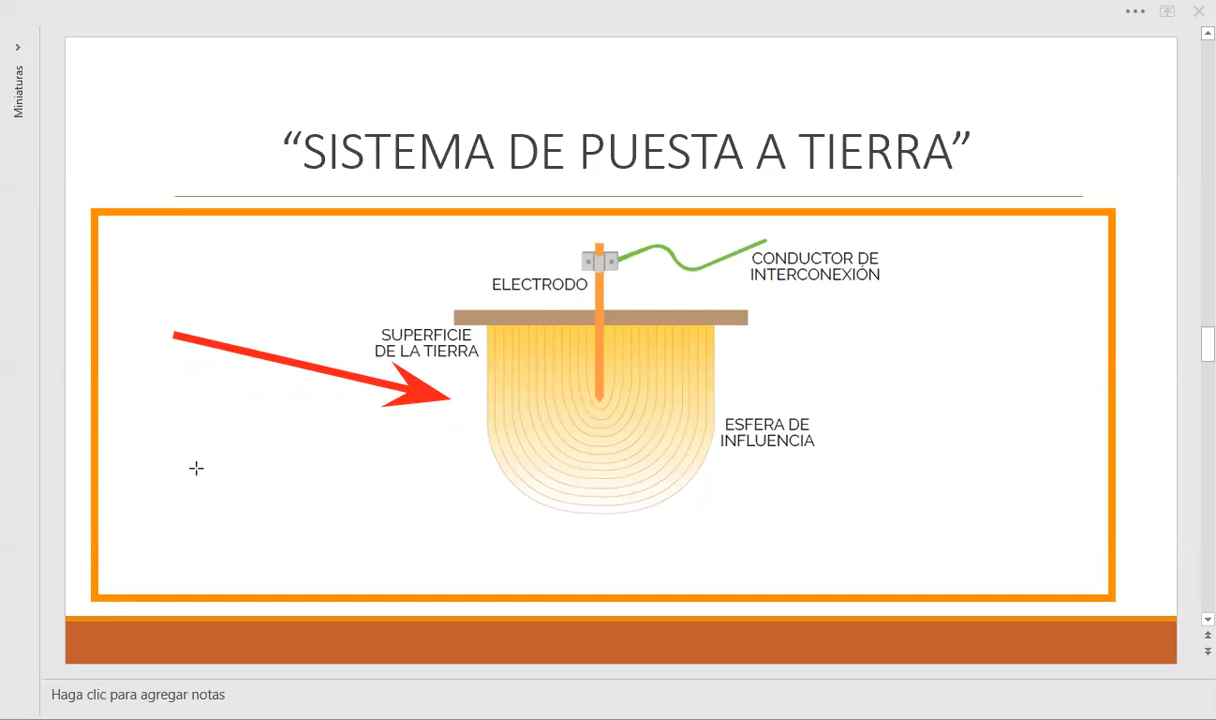 Miniaturas
“SISTEMA DE PUESTA A TIERRA”
CONDUCTOR DE
INTERCONEXIÓN
ELECTRODO
SUPERFICIE
DE LA TIERRA
ESFERA DE
INFLUENCIA
Haga clic para agregar notas